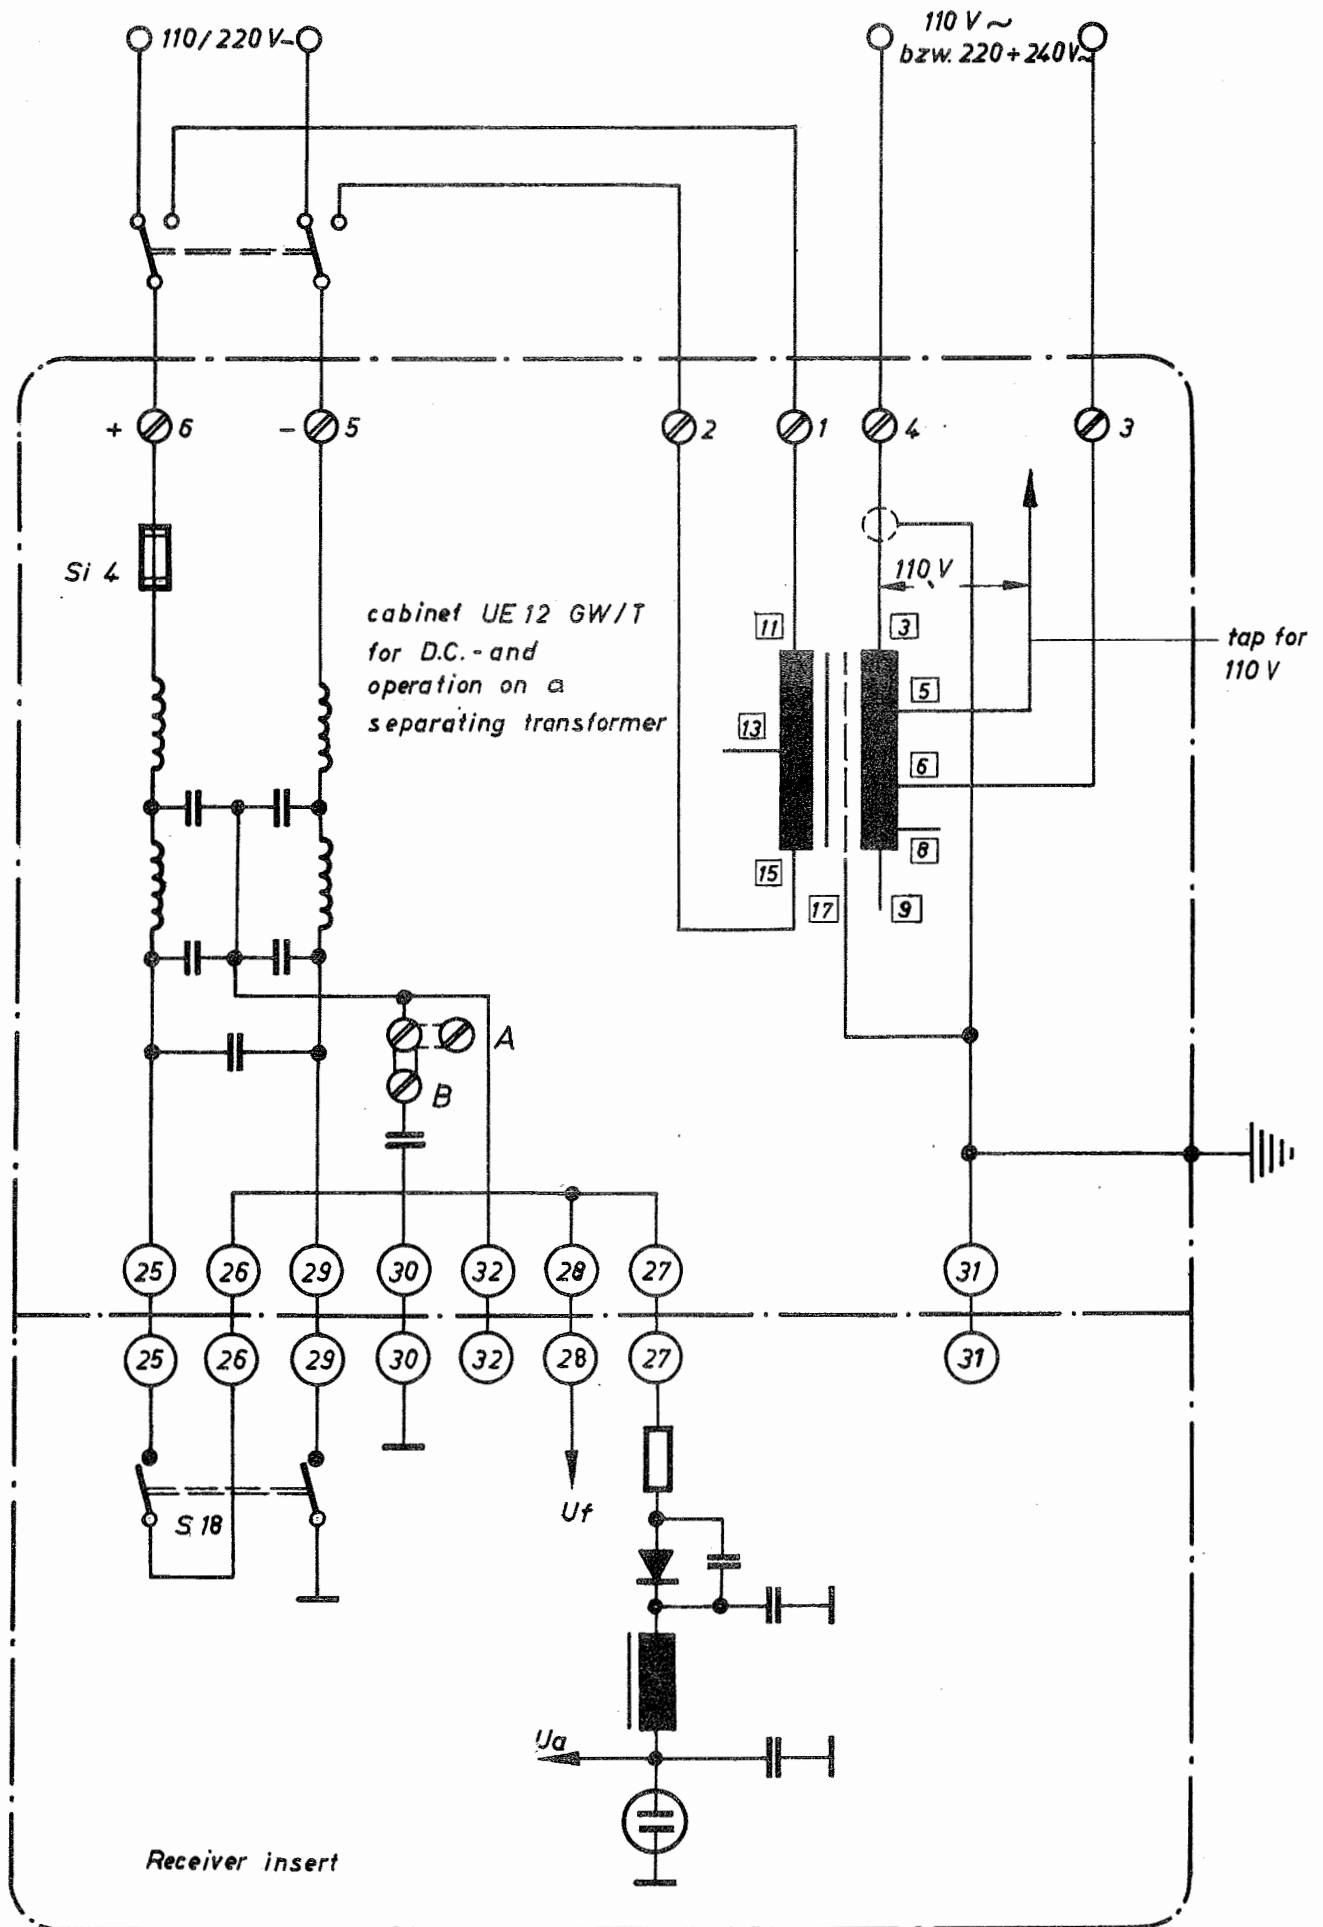 110/220 V-
110 V ~
bzw. 220+240V~
+ 6
- 5
2
1
4
3
Si 4
110 V
cabinet UE 12 GW/T
for D.C.- and
operation on a
separating transformer
11
3
tap for
110 V
5
13
6
8
15
17
9
A
B
25
26
29
30
32
28
27
31
25
26
29
30
32
28
27
31
S 18
Uf
Ua
Receiver insert